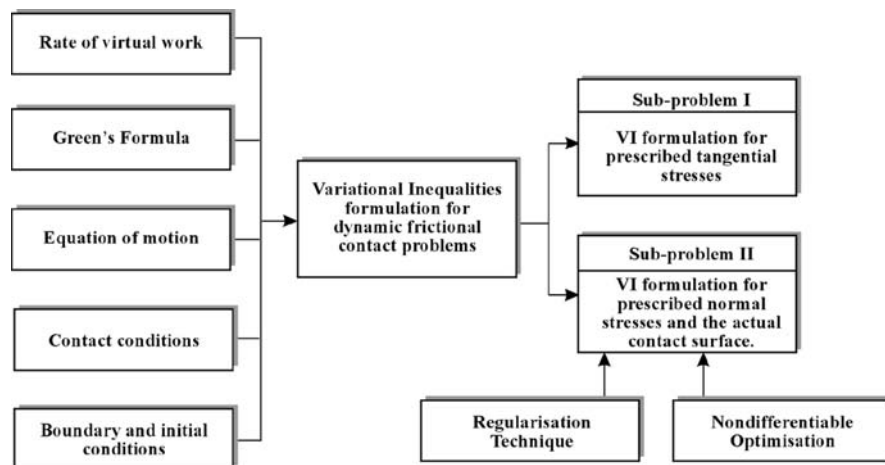 Rate of virtual work
Green's Formula
Equation of motion
Contact conditions
Boundary and initial
conditions
Variational Inequalities
formulation for
dynamic frictional
contact problems
Sub-problem I
VI formulation for
prescribed tangential
stresses
Sub-problem II
VI formulation for
prescribed normal
stresses and the actual
contact surface.
Regularisation
Technique
Nondifferentiable
Optimisation